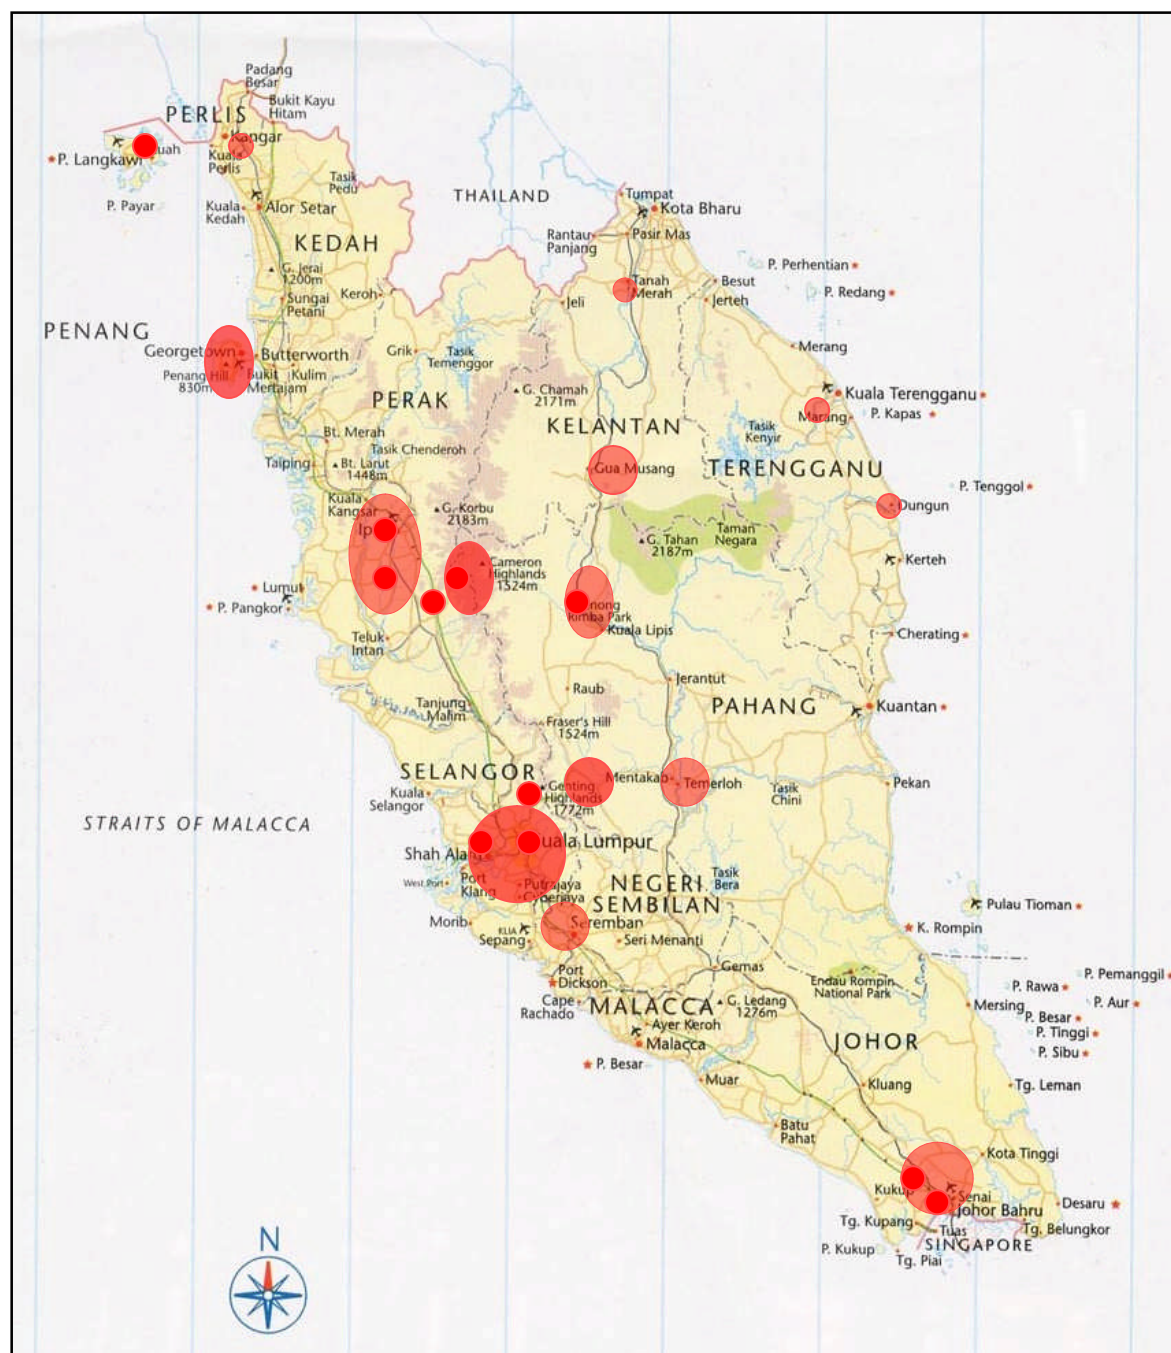 Padang
Besar
Bukit Kayu
Hitam
PERLIS
Kangar
uah
P. Langkawi
Kuala
Perlis
P. Payar
Kuala
Kedah
Alor Setar
Tasik
Pedu
THAILAND
Tumpat
Kota Bharu
Rantau
Panjang
Pasir Mas
KEDAH
G. Jerai
1200m
Sungai
Petani
Keroh
Jeli
Tanah
Merah
Besut
Jerteh
P. Perhentian
P. Redang
PENANG
Georgetown
Butterworth
Penang Hill
830m
Bukit
Mertajam
Kulim
Grik
Tasik
Temenggor
Merang
PERAK
G. Chamah
2171m
Kuala Terengganu
Marang
P. Kapas
KELANTAN
Tasik
Kenyir
Bt. Merah
Tasik Chenderoh
Taiping
Bt. Larut
1448m
Gua Musang
TERENGGANU
P. Tenggol
Kuala
Kangsar
G. Korbu
2183m
Dungun
Ip
Taman
Negara
G. Tahan
2187m
Cameron
Highlands
1524m
Kerteh
Lumut
P. Pangkor
nong
Rimba Park
Kuala Lipis
Cherating
Teluk
Intan
Jerantut
Raub
Tanjung
Malim
PAHANG
Kuantan
Fraser's Hill
1524m
SELANGOR
Kuala
Selangor
Genting
Highlands
1772m
Mentakab
Temerloh
Tasik
Chini
Pekan
STRAITS OF MALACCA
uala Lumpur
Shah Alam
West Port
Port
Klang
Putrajaya
Cyberjaya
NEGERI
SEMBILAN
Tasik
Bera
Pulau Tioman
Morib
KLIA
Sepang
Seremban
Seri Menanti
K. Rompin
Port
Dickson
Gemas
Endau Rompin
National Park
P. Pemanggil
P. Rawa
Cape
Rachado
MALACCA
G. Ledang
1276m
Mersing
P. Aur
P. Besar
Ayer Keroh
Malacca
P. Tinggi
JOHOR
P. Sibu
P. Besar
Muar
Kluang
Tg. Leman
Batu
Pahat
Kota Tinggi
Kukup
Senai
Johor Bahru
Desaru
Tg. Kupang
Tuas
Tg. Belungkor
P. Kukup
SINGAPORE
Tg. Piai
N